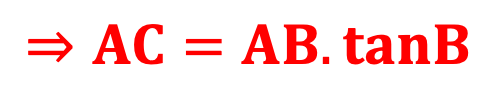 ⇒ AC = AB. tanB